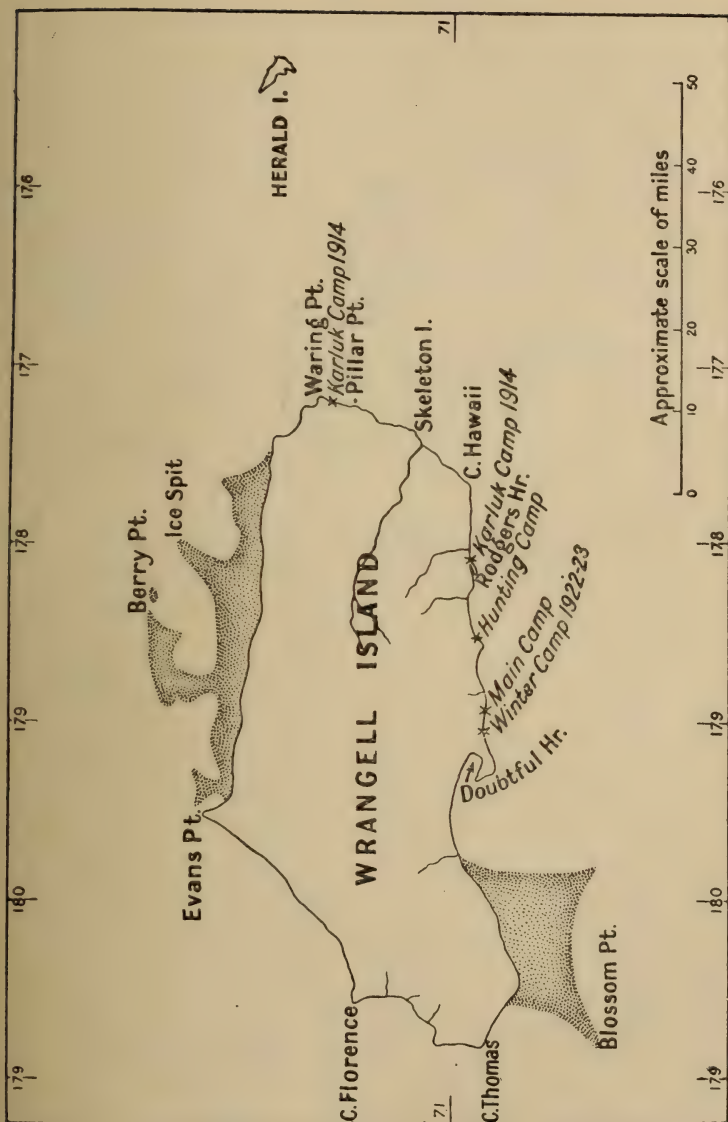 179 180 179 178 177 176
Berry Pt.
Ice Spit
Evans Pt.
HERALD I.
Waring Pt.
Karluk Camp 1914
Pillar Pt.
C. Florence
WRANGELL ISLAND
Skeleton I.
71
71
C. Hawaii
C. Thomas
Karluk Camp 1914
Rodgers Hr.
Hunting Camp
Main Camp
Winter Camp 1922-23
Doubtful Hr.
Blossom Pt.
Approximate scale of miles
0 10 20 30 40 50
179 180 179 178 177 176